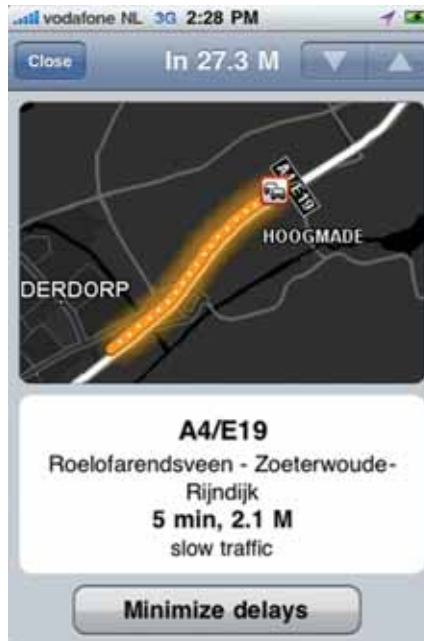 vodafone NL 3G 2:28 PM
Close In 27.3 M
A4/E19
HOOGMADE
DERDORP
A4/E19
Roelofarendsveen - Zoeterwoude-
Rijndijk
5 min, 2.1 M
slow traffic
Minimize delays